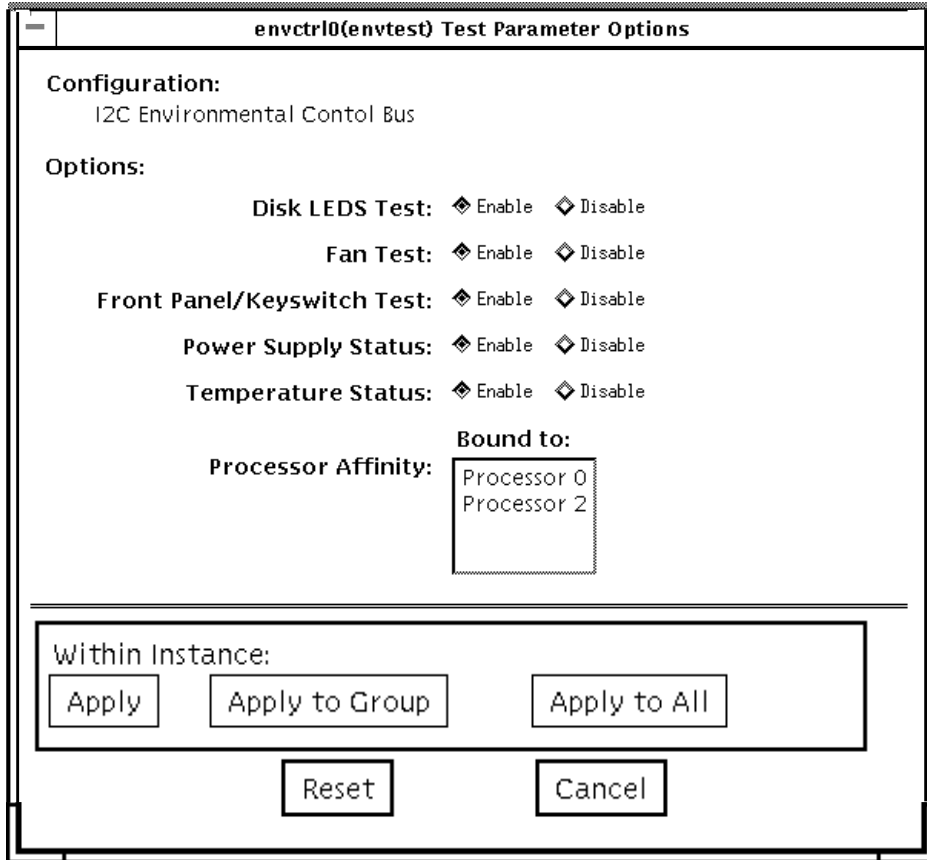 envctrl0(envtest) Test Parameter Options
Configuration:
I2C Environmental Contol Bus
Options:
Disk LEDS Test: Enable Disable
Fan Test: Enable Disable
Front Panel/Keyswitch Test: Enable Disable
Power Supply Status: Enable Disable
Temperature Status: Enable Disable
Bound to:
Processor Affinity:
Processor 0
Processor 2
Within Instance:
Apply Apply to Group Apply to All
Reset Cancel